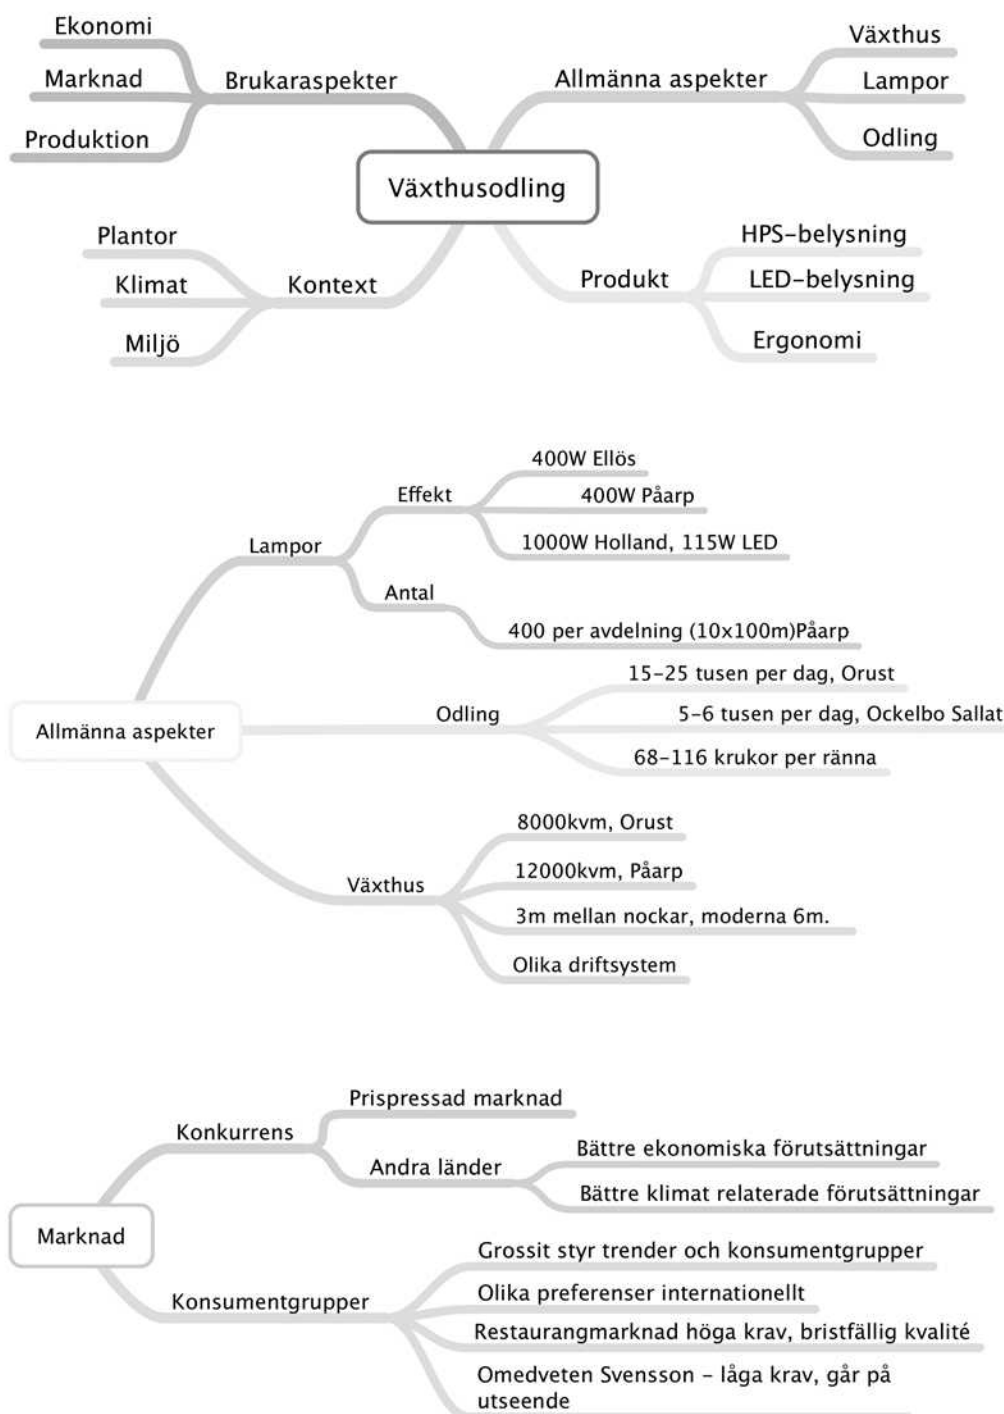 Ekonomi
Marknad
Produktion
Brukaraspekter
Allmänna aspekter
Växthus
Lampor
Odling
Växthusodling
Plantor
Klimat
Miljö
Kontext
Produkt
HPS-belysning
LED-belysning
Ergonomi
Allmänna aspekter
Lampor
Effekt
400W Ellös
400W Påarp
1000W Holland, 115W LED
Antal
400 per avdelning (10x100m)Påarp
Odling
15-25 tusen per dag, Orust
5-6 tusen per dag, Ockelbo Sallat
68-116 krukor per ränna
Växthus
8000kvm, Orust
12000kvm, Påarp
3m mellan nockar, moderna 6m.
Olika driftsystem
Marknad
Konkurrens
Prispressad marknad
Andra länder
Bättre ekonomiska förutsättningar
Bättre klimat relaterade förutsättningar
Konsumentgrupper
Grossit styr trender och konsumentgrupper
Olika preferenser internationellt
Restaurangmarknad höga krav, bristfällig kvalité
Omedveten Svensson - låga krav, går på
utseende